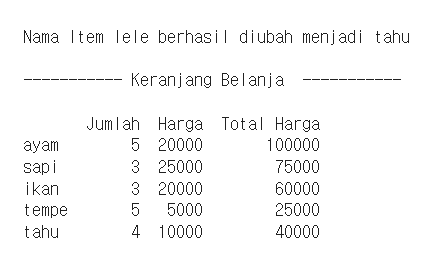 Nama Item lele berhasil diubah menjadi tahu
----------- Keranjang Belanja -----------
Jumlah Harga Total Harga
ayam 5 20000 100000
sapi 3 25000 75000
ikan 3 20000 60000
tempe 5 5000 25000
tahu 4 10000 40000